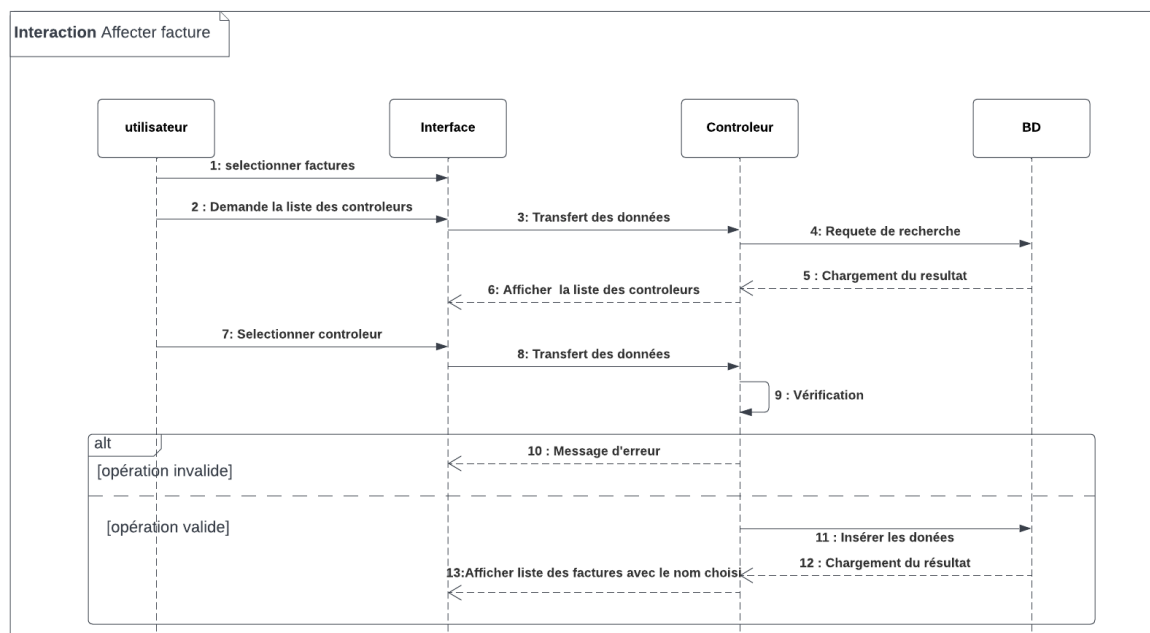 Interaction Affecter facture
utilisateur
Interface
Controleur
BD
1: selectionner factures
2 : Demande la liste des controleurs
3: Transfert des données
4: Requete de recherche
5 : Chargement du resultat
6: Afficher la liste des controleurs
7: Selectionner controleur
8: Transfert des données
9 : Vérification
alt
10 : Message d'erreur
[opération invalide]
[opération valide]
11 : Insérer les donées
12 : Chargement du résultat
13:Afficher liste des factures avec le nom choisi